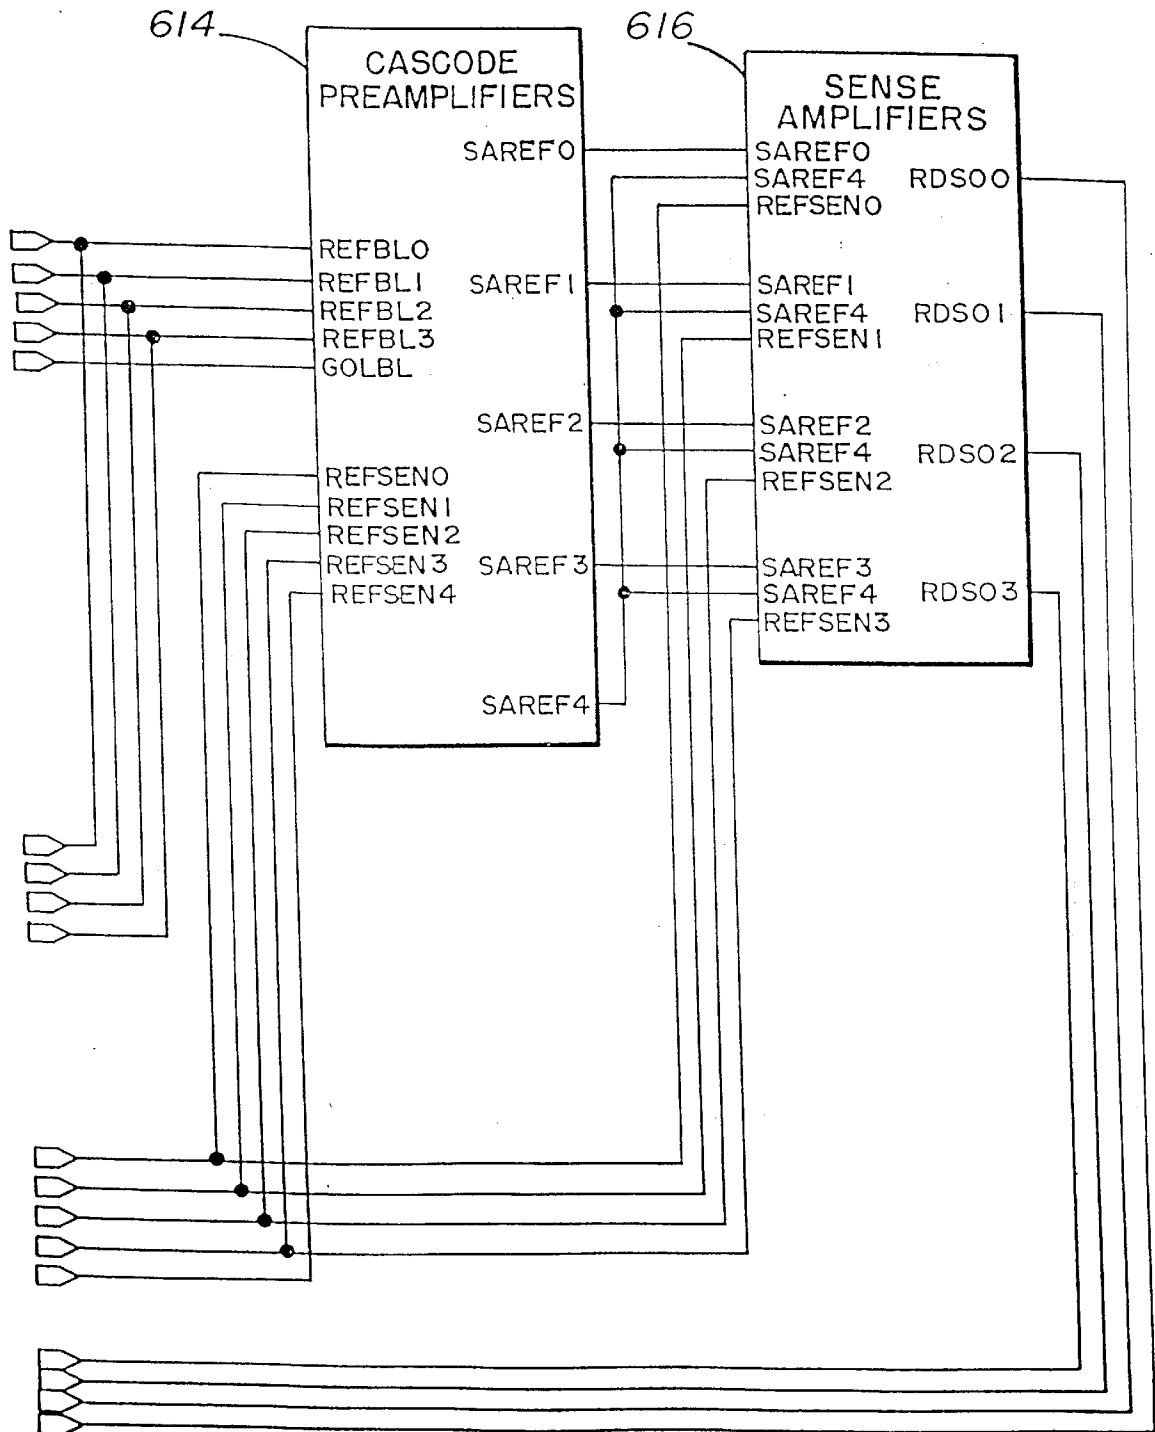 614
616
CASCODE
PREAMPLIFIERS
SAREF0
REFBL0
REFBL1
SAREF1
REFBL2
REFBL3
GOLBL
SAREF2
REFSEN0
REFSEN1
REFSEN2
REFSEN3
SAREF3
REFSEN4
SAREF4
SENSE
AMPLIFIERS
SAREF0
SAREF4
RDSO0
REFSEN0
SAREF1
SAREF4
RDSO1
REFSEN1
SAREF2
SAREF4
RDSO2
REFSEN2
SAREF3
SAREF4
RDSO3
REFSEN3